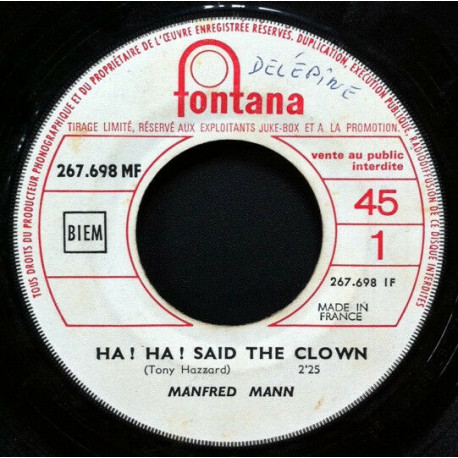 TOUS DROITS DU PRODUCTEUR PHONOGRAPHIQUE ET DU PROPRIÉTAIRE DE L'ŒUVRE ENREGISTRÉE RÉSERVÉS. DUPLICATION, EXÉCUTION PUBLIQUE, RADIODIFFUSION DE CE DISQUE INTERDITES
DELÉPINE
fontana
TIRAGE LIMITÉ, RÉSERVÉ AUX EXPLOITANTS JUKE-BOX ET A LA PROMOTION.
267.698 MF
vente au public
interdite
45
BIEM
1
267.698 1F
MADE IN
FRANCE
HA! HA! SAID THE CLOWN
(Tony Hazzard) 2'25
MANFRED MANN